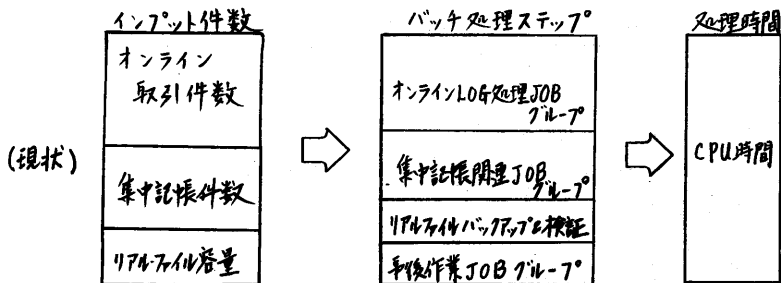 インプット件数
オンライン
取引件数
集中記帳件数
リアルファイル容量
(現状)
バッチ処理ステップ
オンラインLOG処理JOB
グループ
集中記帳関連JOB
グループ
リアルファイルバックアップと検証
事後作業JOBグループ
処理時間
CPU時間